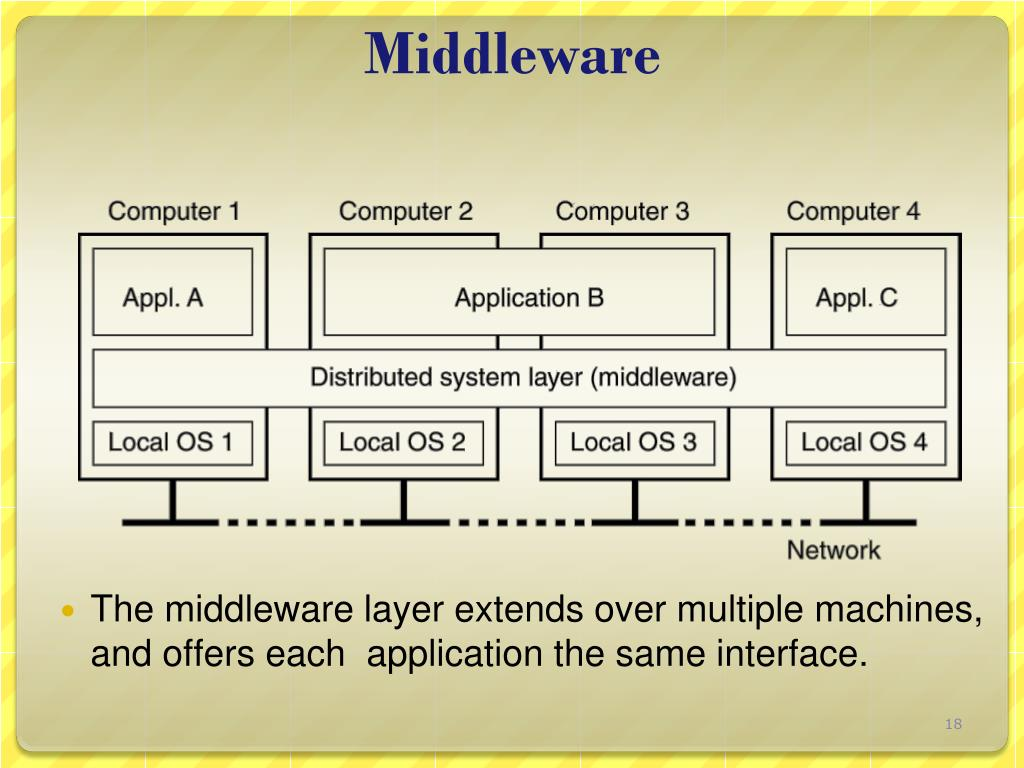 Middleware
Computer 1 Computer 2 Computer 3 Computer 4
Appl. A Application B Appl. C
Distributed system layer (middleware)
Local OS 1 Local OS 2 Local OS 3 Local OS 4
Network
The middleware layer extends over multiple machines,
and offers each  application the same interface.
18